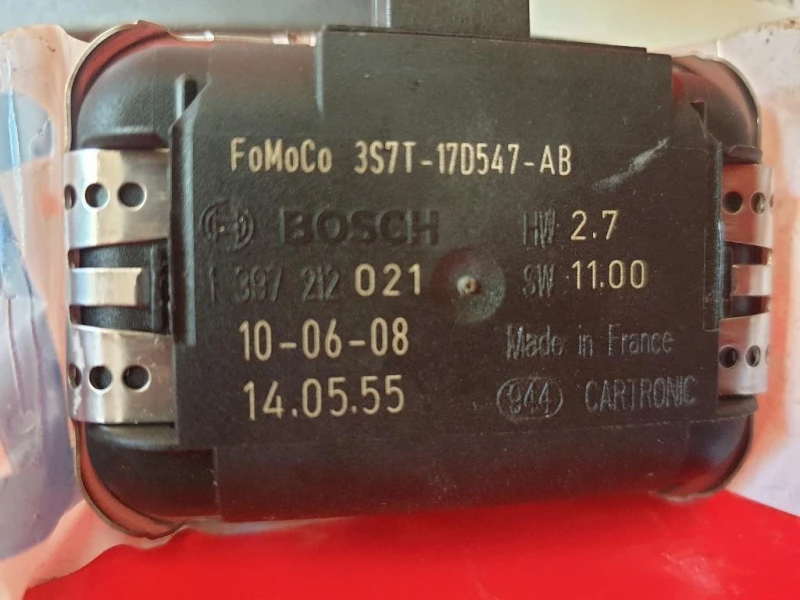 FoMoCo 3S7T-17D547-AB
BOSCH HW 2.7
1 397 212 021 SW 11.00
10-06-08 Made in France
14.05.55 944 CARTRONIC